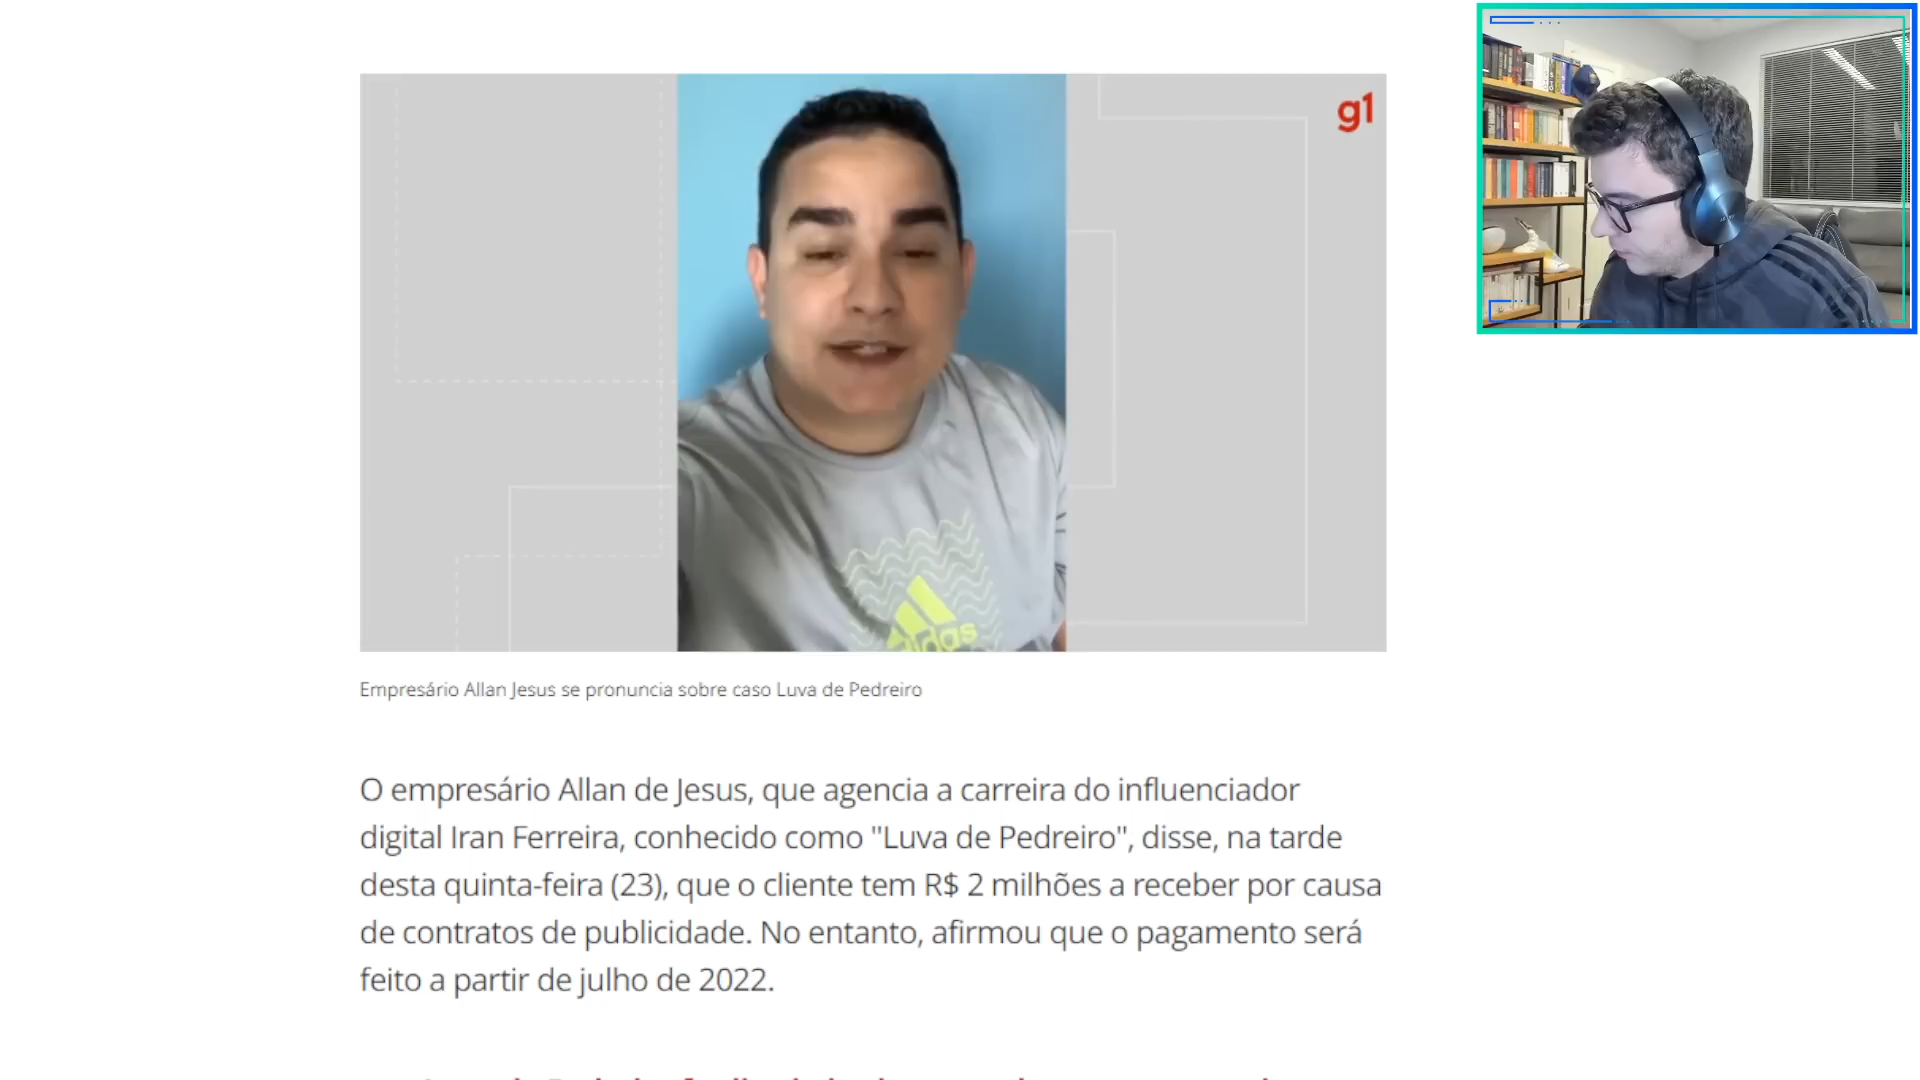 g1
adidas
Empresário Allan Jesus se pronuncia sobre caso Luva de Pedreiro
O empresário Allan de Jesus, que agencia a carreira do influenciador
digital Iran Ferreira, conhecido como "Luva de Pedreiro", disse, na tarde
desta quinta-feira (23), que o cliente tem R$ 2 milhões a receber por causa
de contratos de publicidade. No entanto, afirmou que o pagamento será
feito a partir de julho de 2022.